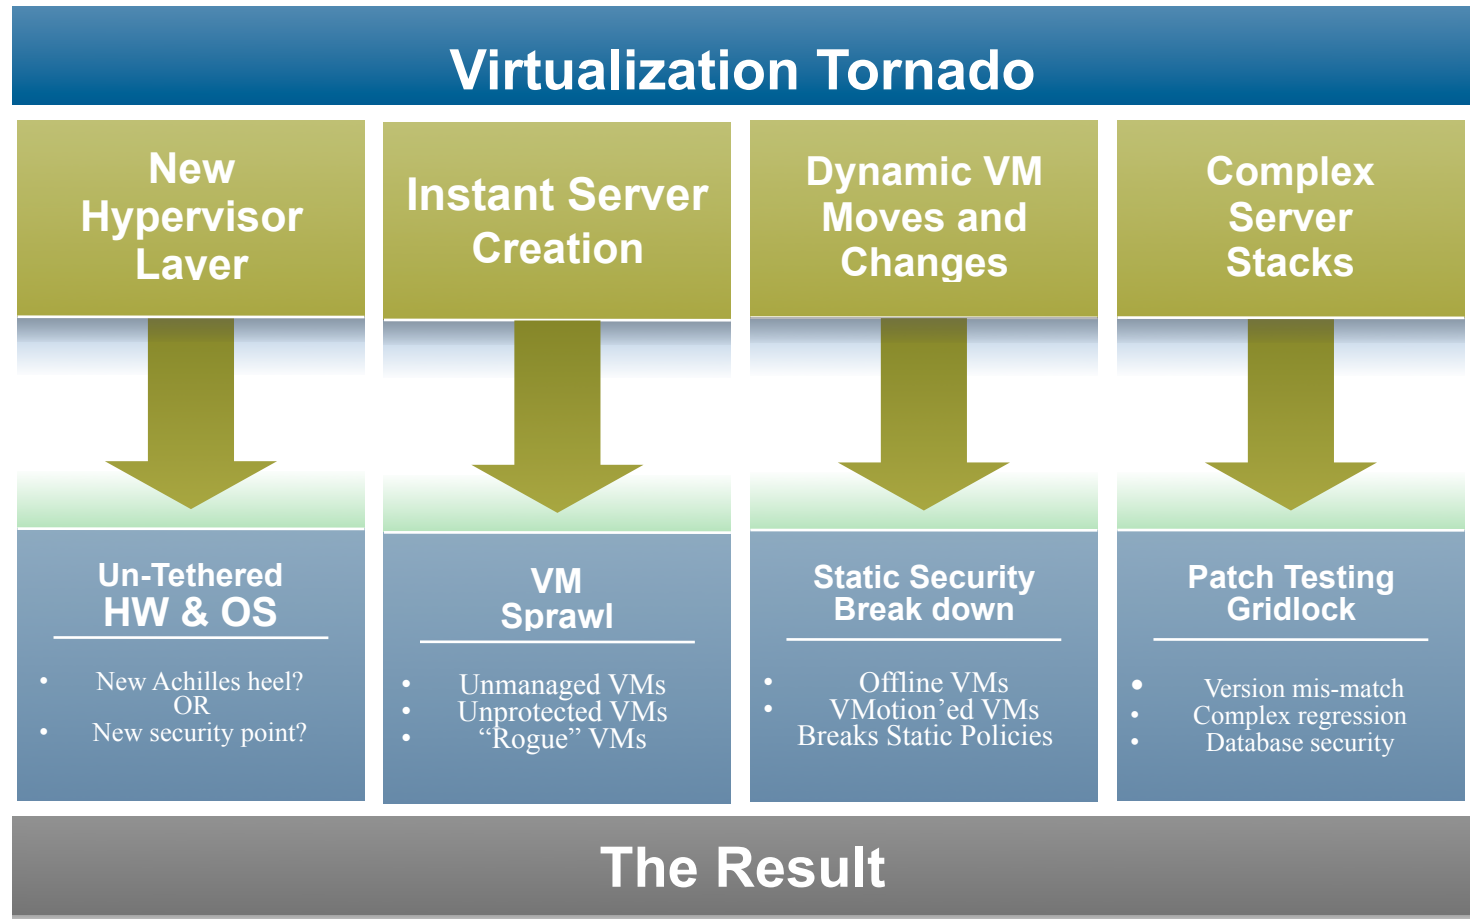 Virtualization Tornado
New
Hypervisor
Laver
Instant Server
Creation
Dynamic VM
Moves and
Changes
Complex
Server
Stacks
Un-Tethered
HW & OS
• New Achilles heel?
OR
• New security point?
VM
Sprawl
• Unmanaged VMs
• Unprotected VMs
• “Rogue” VMs
Static Security
Break down
• Offline VMs
• VMotion’ed VMs
Breaks Static Policies
Patch Testing
Gridlock
• Version mis-match
• Complex regression
• Database security
The Result